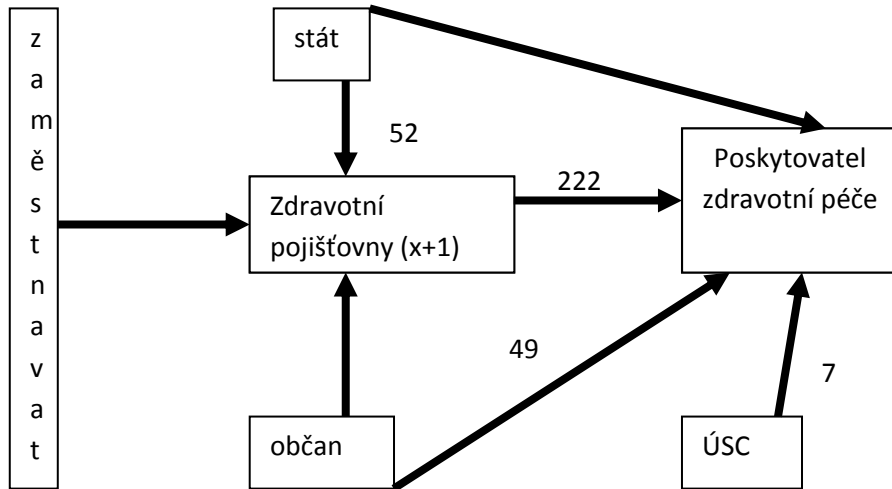 z
a
m
ě
s
t
n
a
v
a
t
stát
52
Poskytovatel
zdravotní péče
222
Zdravotní
pojišťovny (x+1)
49
7
občan
ÚSC